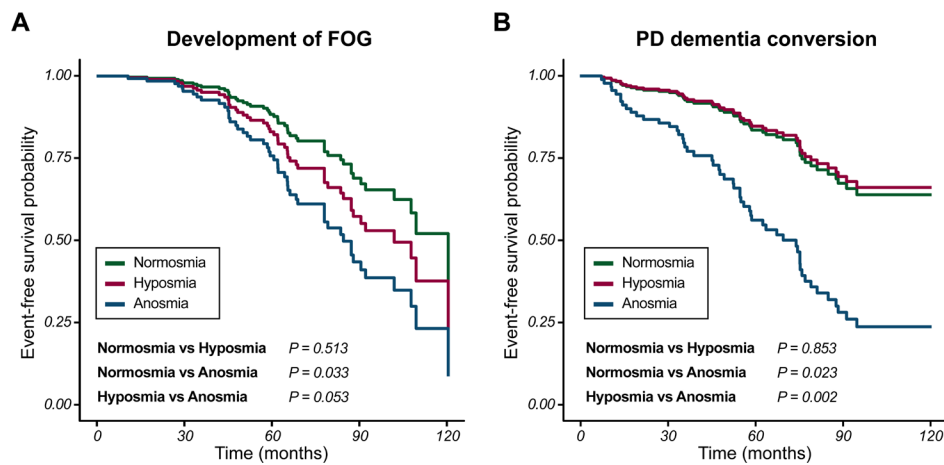 A
Development of FOG
Event-free survival probability
1.00
0.75
0.50
0.25
0.00
Normosmia
Hyposmia
Anosmia
Normosmia vs Hyposmia P = 0.513
Normosmia vs Anosmia P = 0.033
Hyposmia vs Anosmia P = 0.053
0 30 60 90 120
Time (months)
B
PD dementia conversion
Event-free survival probability
1.00
0.75
0.50
0.25
0.00
Normosmia
Hyposmia
Anosmia
Normosmia vs Hyposmia P = 0.853
Normosmia vs Anosmia P = 0.023
Hyposmia vs Anosmia P = 0.002
0 30 60 90 120
Time (months)